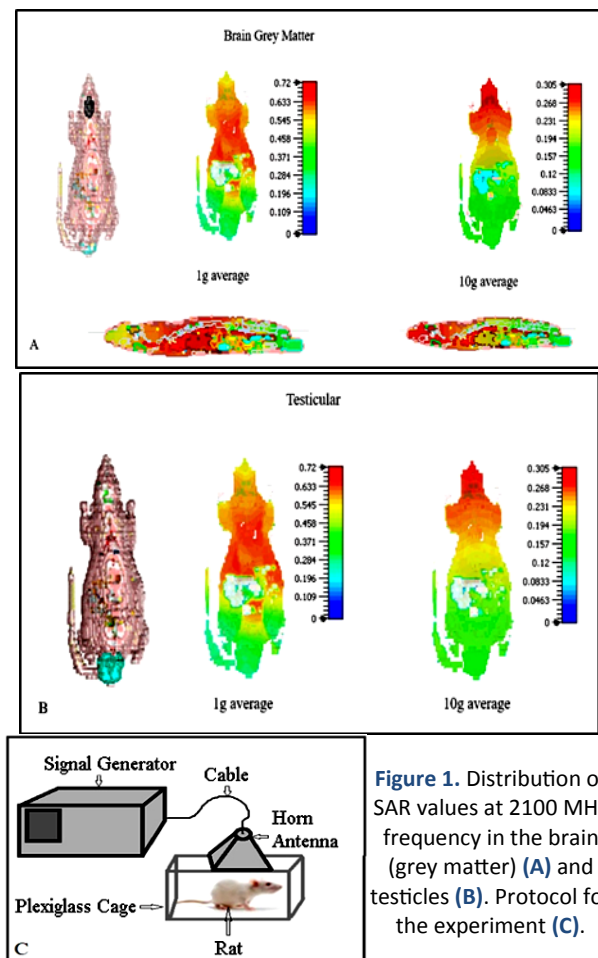 Brain Grey Matter
0.72
0.633
0.545
0.458
0.371
0.284
0.196
0.109
0
0.305
0.268
0.231
0.194
0.157
0.12
0.0833
0.0463
0
1g average
10g average
A
Testicular
0.72
0.633
0.545
0.458
0.371
0.284
0.196
0.109
0
0.305
0.268
0.231
0.194
0.157
0.12
0.0833
0.0463
0
1g average
10g average
B
Signal Generator
Cable
Horn
Antenna
Plexiglass Cage
Rat
C
Figure 1. Distribution o
SAR values at 2100 MH
frequency in the brain
(grey matter) (A) and
testicles (B). Protocol fo
the experiment (C).